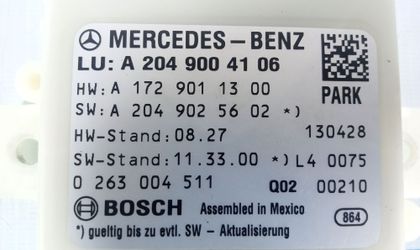 MERCEDES-BENZ
LU: A 204 900 41 06
HW: A 172 901 13 00
PARK
SW: A 204 902 56 02 *)
HW-Stand: 08.27 130428
SW-Stand: 11.33.00 *) L4 0075
0 263 004 511 Q02 00210
BOSCH Assembled in Mexico 864
*) gueltig bis zu evtl. SW - Aktualisierung